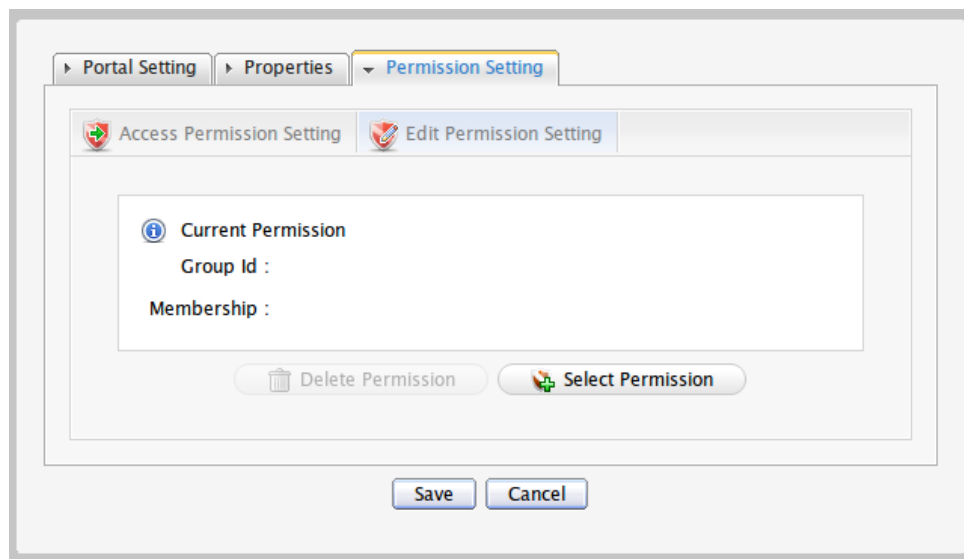 Portal Setting Properties Permission Setting
Access Permission Setting Edit Permission Setting
Current Permission
Group Id :
Membership :
Delete Permission Select Permission
Save Cancel